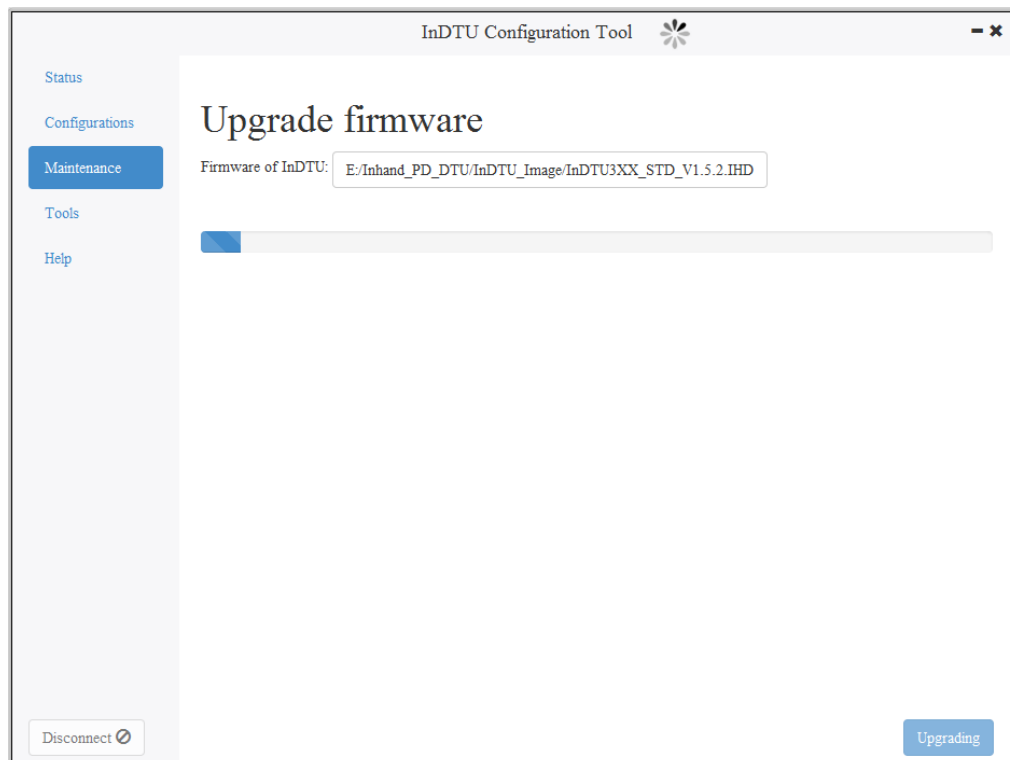 InDTU Configuration Tool
Status
Configurations
Maintenance
Tools
Help
Upgrade firmware
Firmware of InDTU: E:/Inhand_PD_DTU/InDTU_Image/InDTU3XX_STD_V1.5.2.IHD
Disconnect
Upgrading